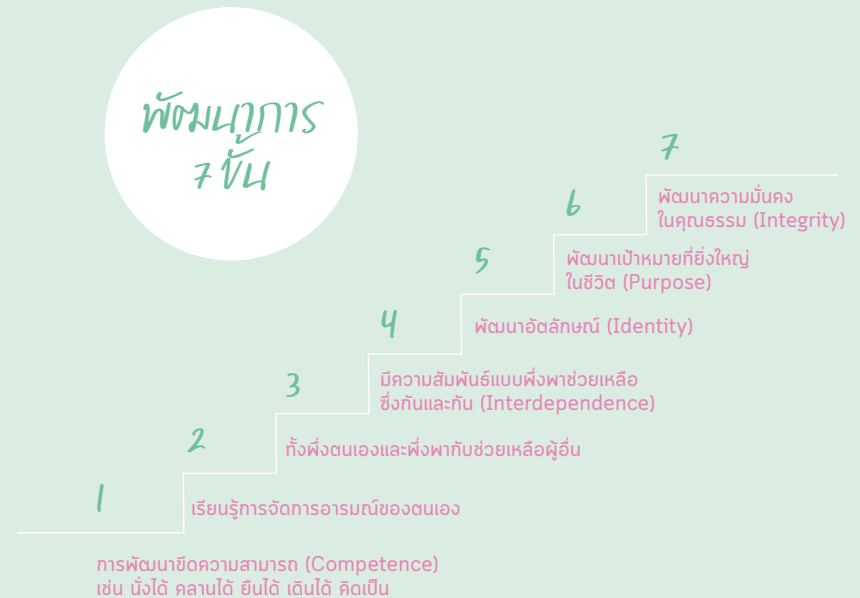 พัฒนาการ
7 ขั้น
7
พัฒนาความมั่นคง
ในคุณธรรม (Integrity)
6
พัฒนาเป้าหมายที่ยิ่งใหญ่
ในชีวิต (Purpose)
5
พัฒนาอัตลักษณ์ (Identity)
4
มีความสัมพันธ์แบบพึ่งพาช่วยเหลือ
ซึ่งกันและกัน (Interdependence)
3
ทั้งพึ่งตนเองและพึ่งพากับช่วยเหลือผู้อื่น
2
เรียนรู้การจัดการอารมณ์ของตนเอง
1
การพัฒนาขีดความสามารถ (Competence)
เช่น นั่งได้ คลานได้ ยืนได้ เดินได้ คิดเป็น